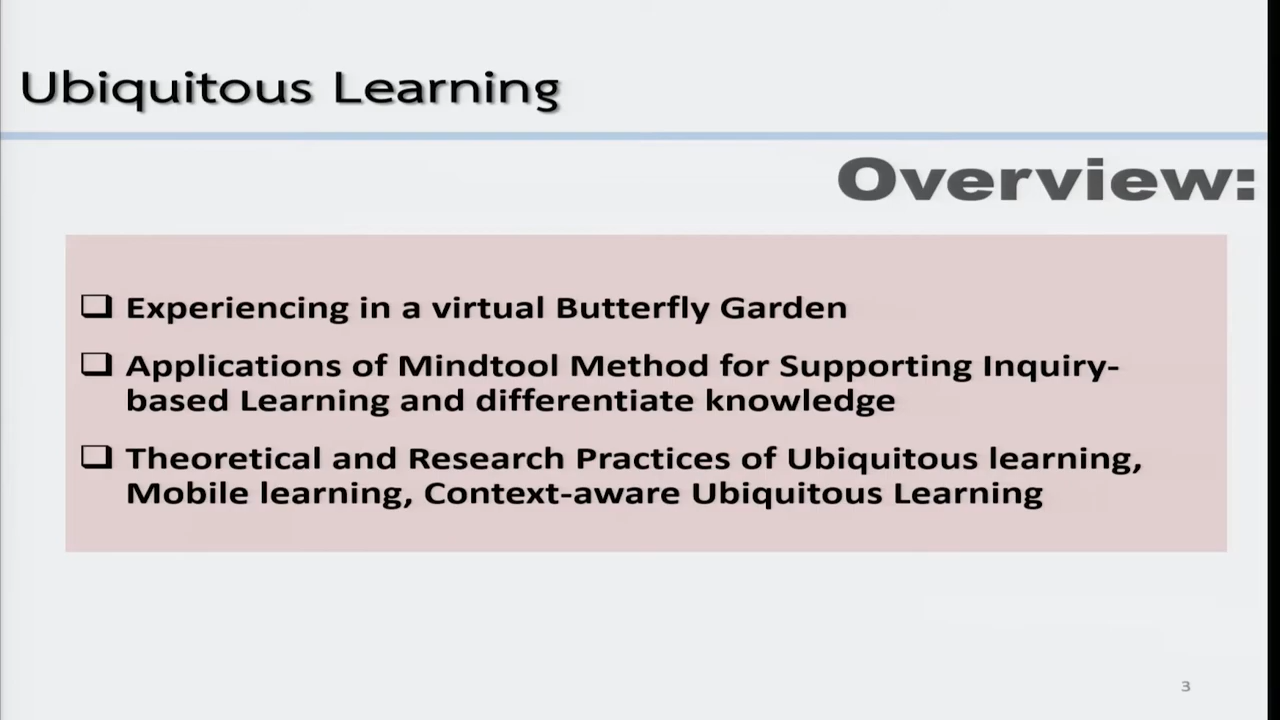 Ubiquitous Learning
Overview:
❑ Experiencing in a virtual Butterfly Garden
❑ Applications of Mindtool Method for Supporting Inquiry-
based Learning and differentiate knowledge
❑ Theoretical and Research Practices of Ubiquitous learning,
Mobile learning, Context-aware Ubiquitous Learning
3